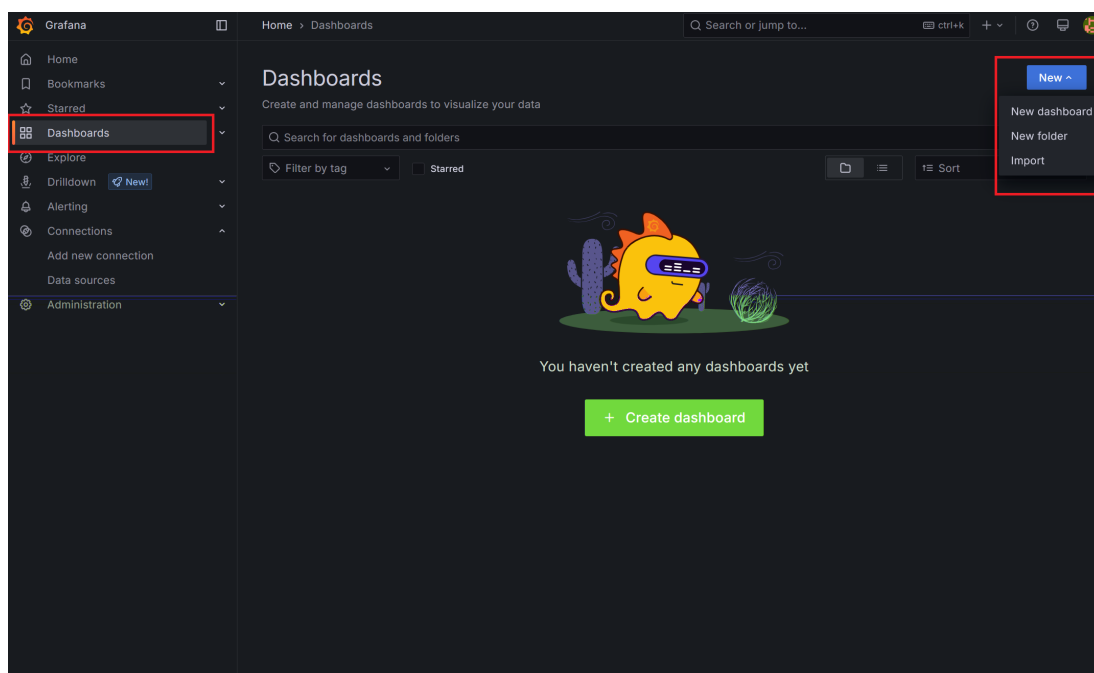 Grafana
Home › Dashboards
Search or jump to...
ctrl+k
Home
Bookmarks
Starred
Dashboards
Explore
Drilldown
New!
Alerting
Connections
Add new connection
Data sources
Administration
Dashboards
Create and manage dashboards to visualize your data
New
New dashboard
New folder
Import
Search for dashboards and folders
Filter by tag
Starred
Sort
You haven't created any dashboards yet
+ Create dashboard